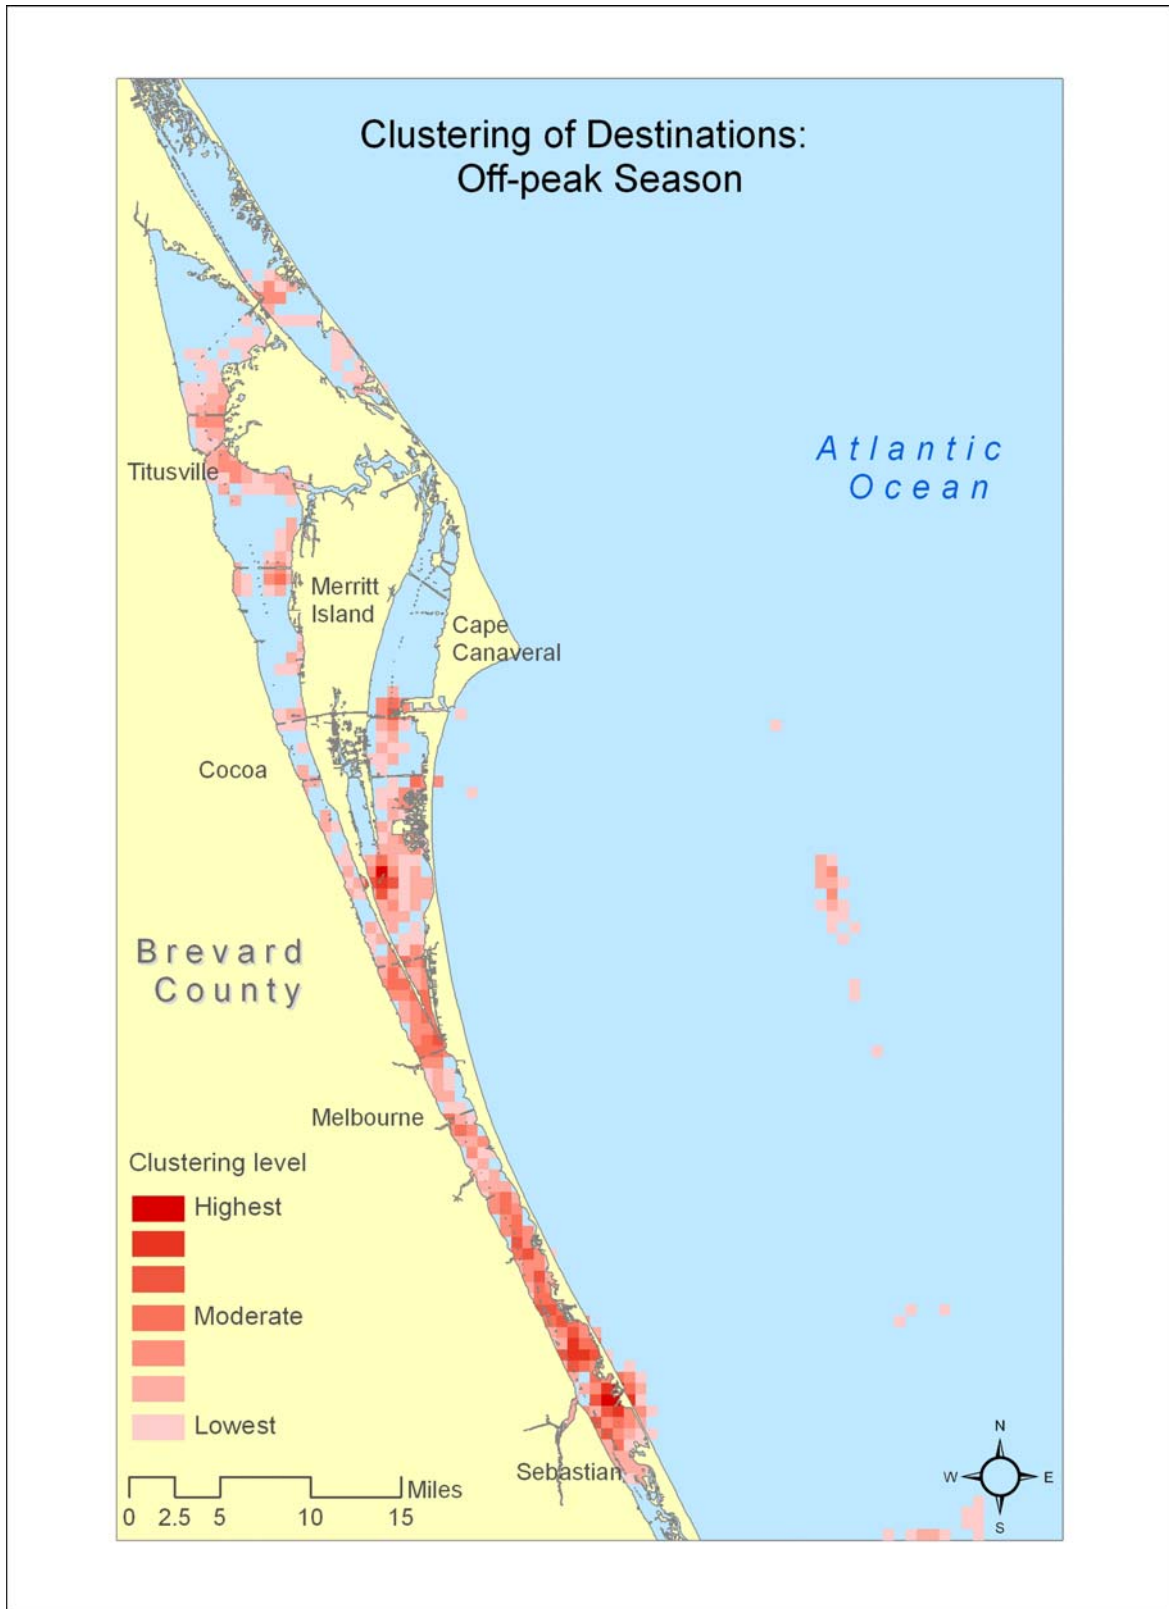 Clustering of Destinations:
Off-peak Season
Atlantic
Ocean
Titusville
Merritt
Island
Cape
Canaveral
Cocoa
Brevard
County
Melbourne
Clustering level
Highest
Moderate
Lowest
Sebastian
Miles
0 2.5 5 10 15
N
W E
S